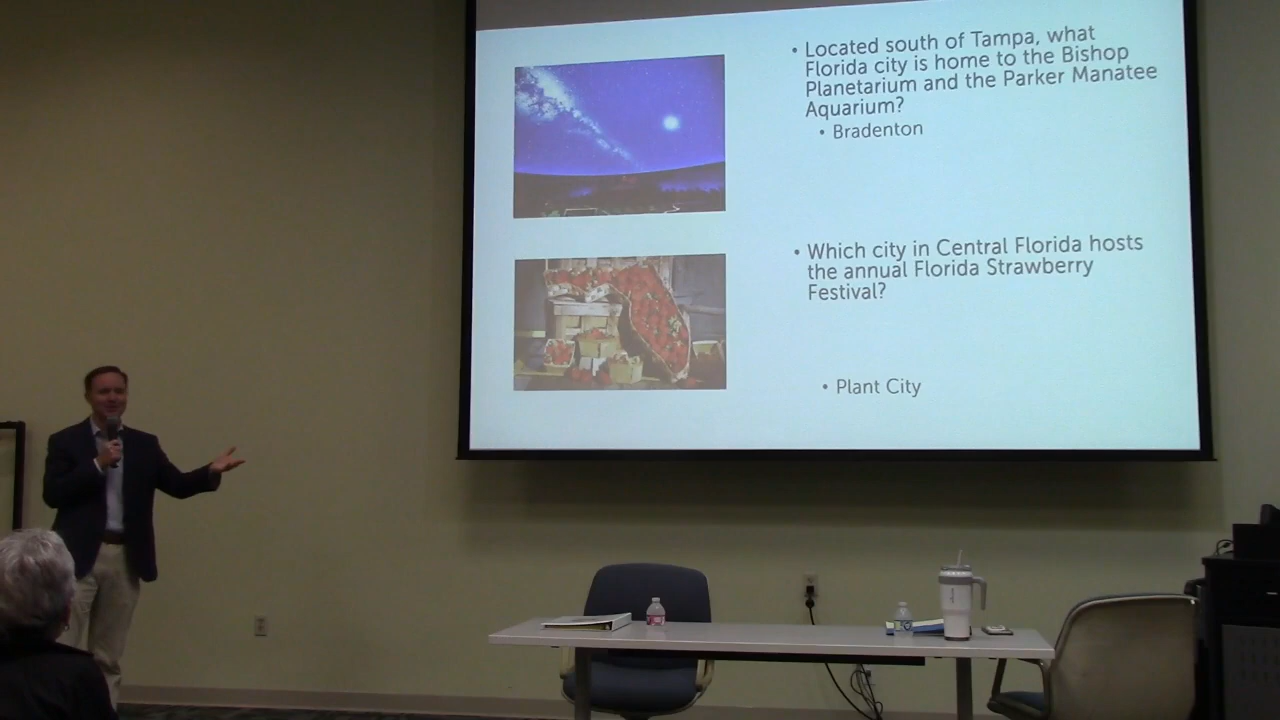 • Located south of Tampa, what
Florida city is home to the Bishop
Planetarium and the Parker Manatee
Aquarium?
• Bradenton
• Which city in Central Florida hosts
the annual Florida Strawberry
Festival?
• Plant City